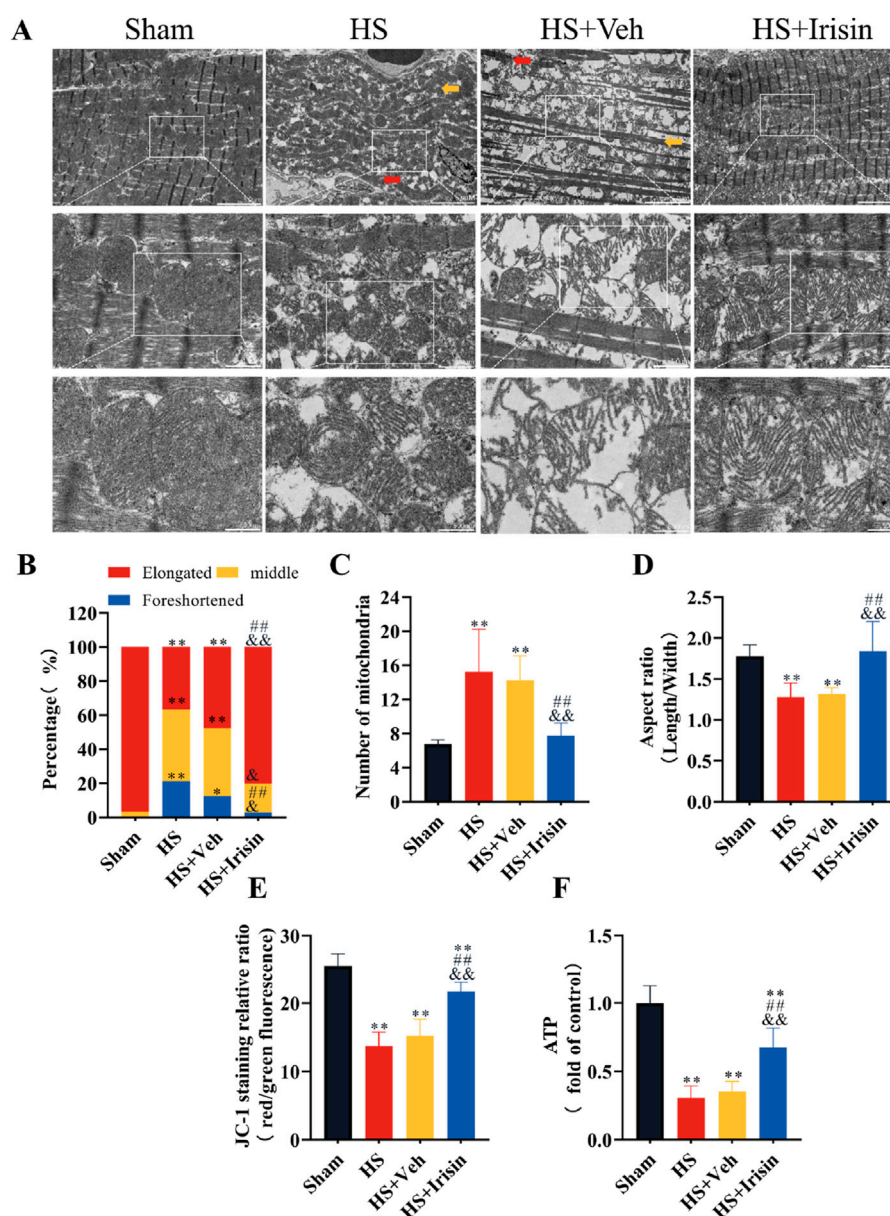 A Sham HS HS+Veh HS+Irisin
B
Elongated middle
Foreshortened
Percentage( %)
120
100
80
60
40
20
0
** ** ## &&
** ** &
** * ## &
Sham HS HS+Veh HS+Irisin
C
Number of mitochondria
24
20
16
12
8
4
0
** ** ## &&
Sham HS HS+Veh HS+Irisin
D
Aspect ratio
(Length/Width)
2.5
2.0
1.5
1.0
0.5
0.0
** ** ## &&
Sham HS HS+Veh HS+Irisin
E
JC-1 staining relative ratio
( red/green fluorescence)
30
20
10
0
** ** ** ## &&
Sham HS HS+Veh HS+Irisin
F
ATP
( fold of control)
1.5
1.0
0.5
0.0
** ** ** ## &&
Sham HS HS+Veh HS+Irisin